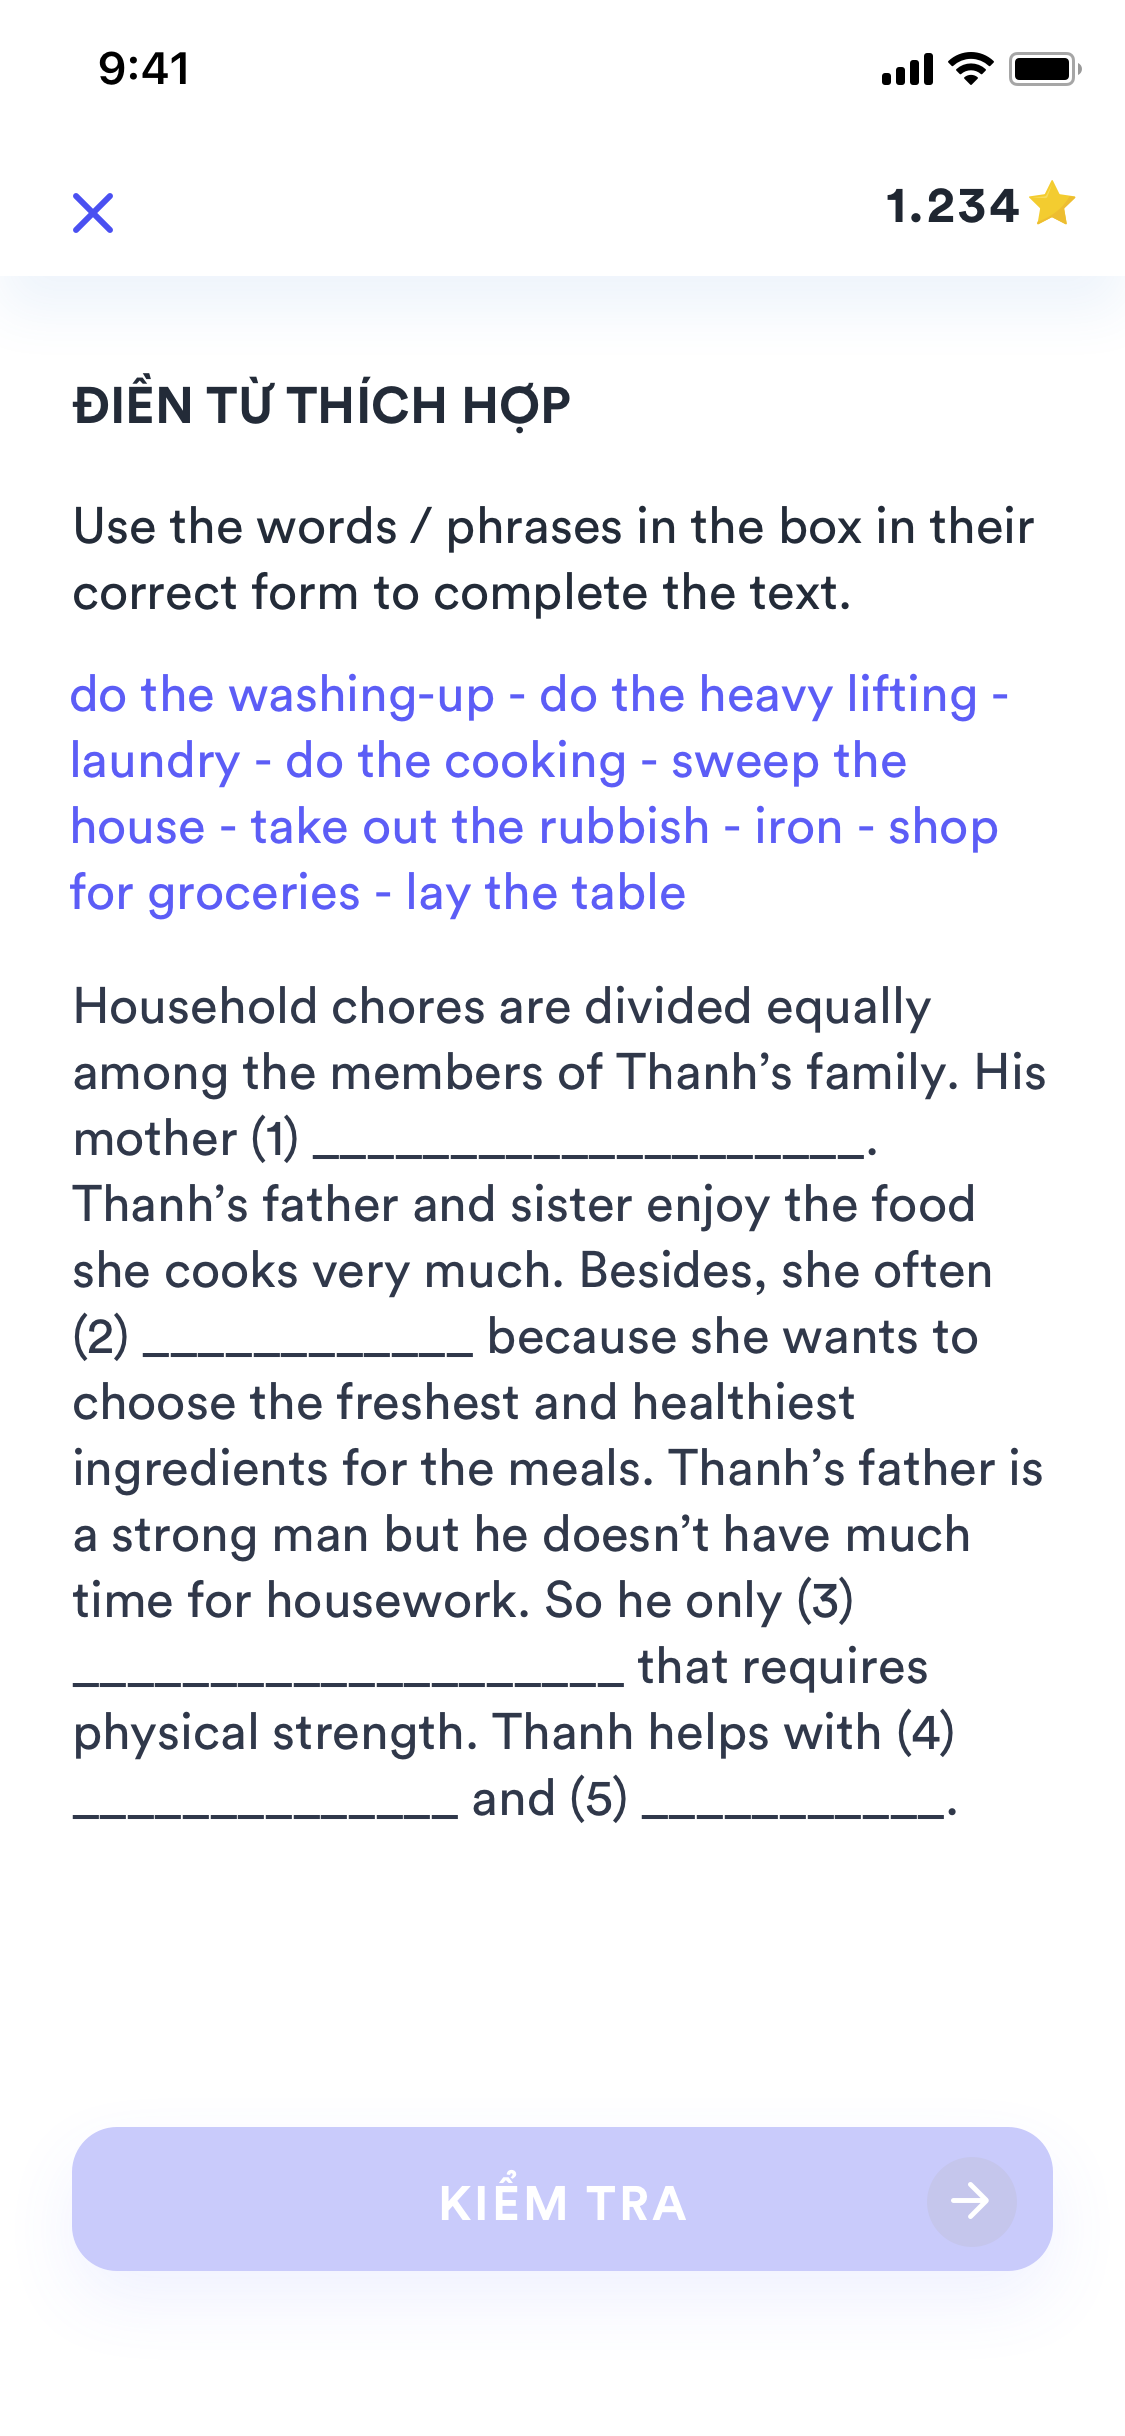 9:41
1.234
ĐIỀN TỪ THÍCH HỢP
Use the words / phrases in the box in their
correct form to complete the text.
do the washing-up - do the heavy lifting -
laundry - do the cooking - sweep the
house - take out the rubbish - iron - shop
for groceries - lay the table
Household chores are divided equally
among the members of Thanh’s family. His
mother (1) ____________________.
Thanh’s father and sister enjoy the food
she cooks very much. Besides, she often
(2) ____________ because she wants to
choose the freshest and healthiest
ingredients for the meals. Thanh’s father is
a strong man but he doesn’t have much
time for housework. So he only (3)
____________________ that requires
physical strength. Thanh helps with (4)
______________ and (5) ___________.
KIỂM TRA